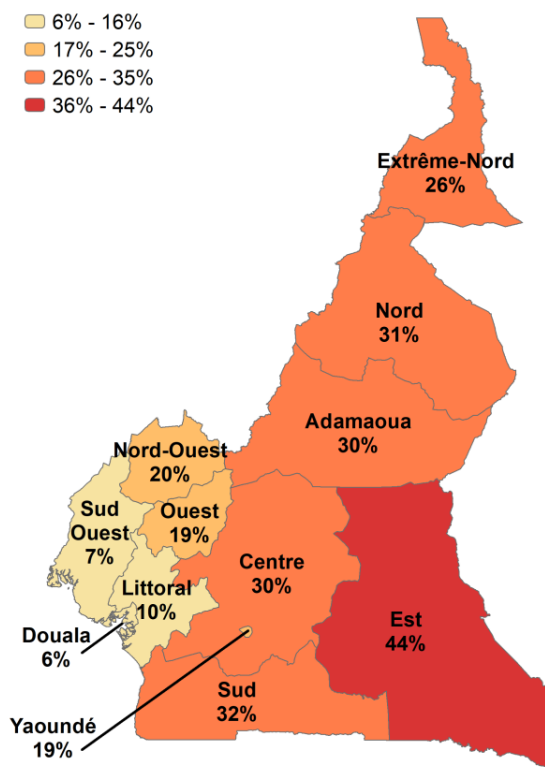 6% - 16%
17% - 25%
26% - 35%
36% - 44%
Extrême-Nord
26%
Nord
31%
Adamaoua
30%
Nord-Ouest
20%
Sud
Ouest
7%
Ouest
19%
Centre
30%
Littoral
10%
Douala
6%
Est
44%
Sud
32%
Yaoundé
19%